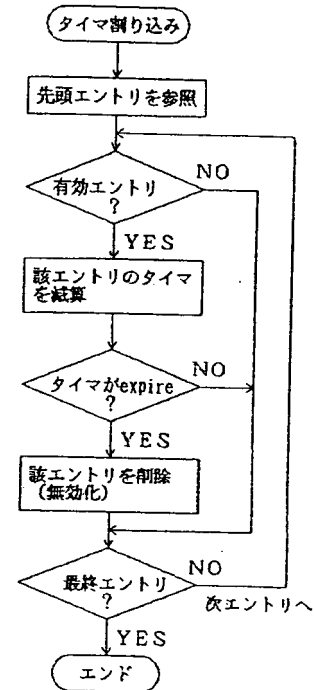 タイマ割り込み
先頭エントリを参照
有効エントリ
?
NO
YES
該エントリのタイマ
を減算
タイマがexpire
?
NO
YES
該エントリを削除
(無効化)
最終エントリ
?
NO
次エントリへ
YES
エンド